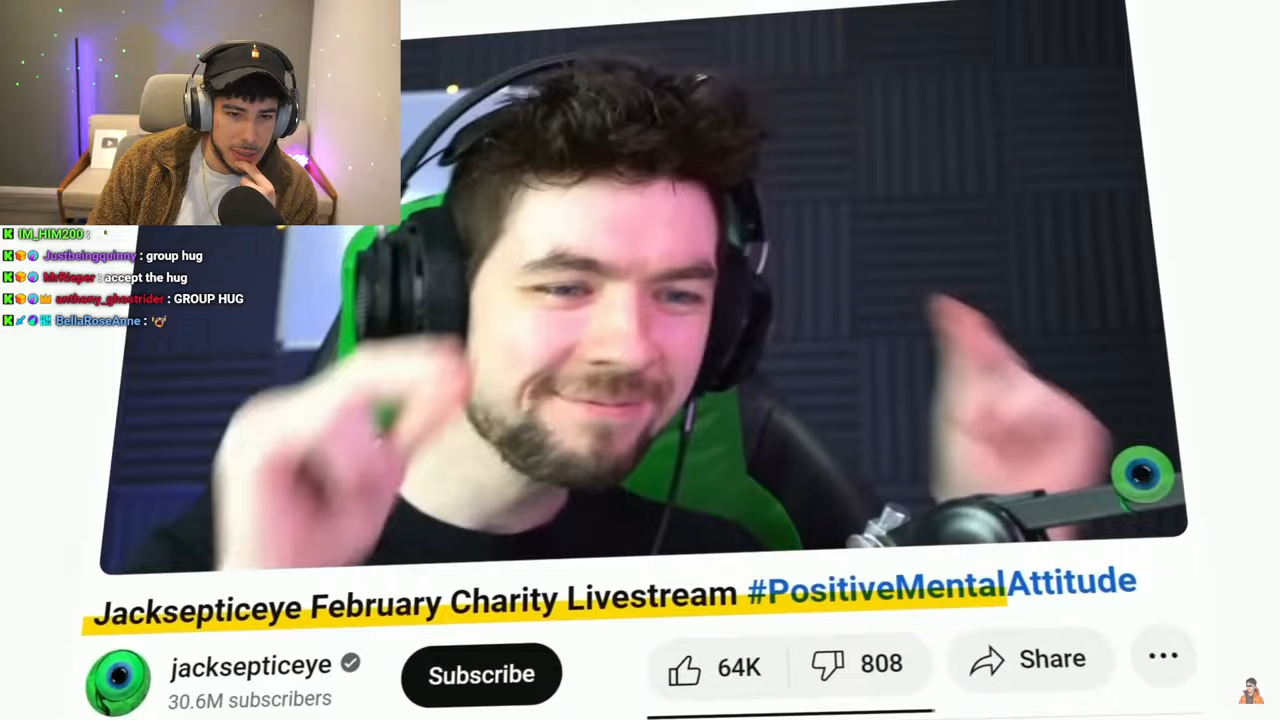 IM_HIM200 :
Justbeingquinny : group hug
MrRieper : accept the hug
anthony_ghostrider : GROUP HUG
BellaRoseAnne :
Jacksepticeye February Charity Livestream #PositiveMentalAttitude
jacksepticeye
30.6M subscribers
Subscribe
64K
808
Share